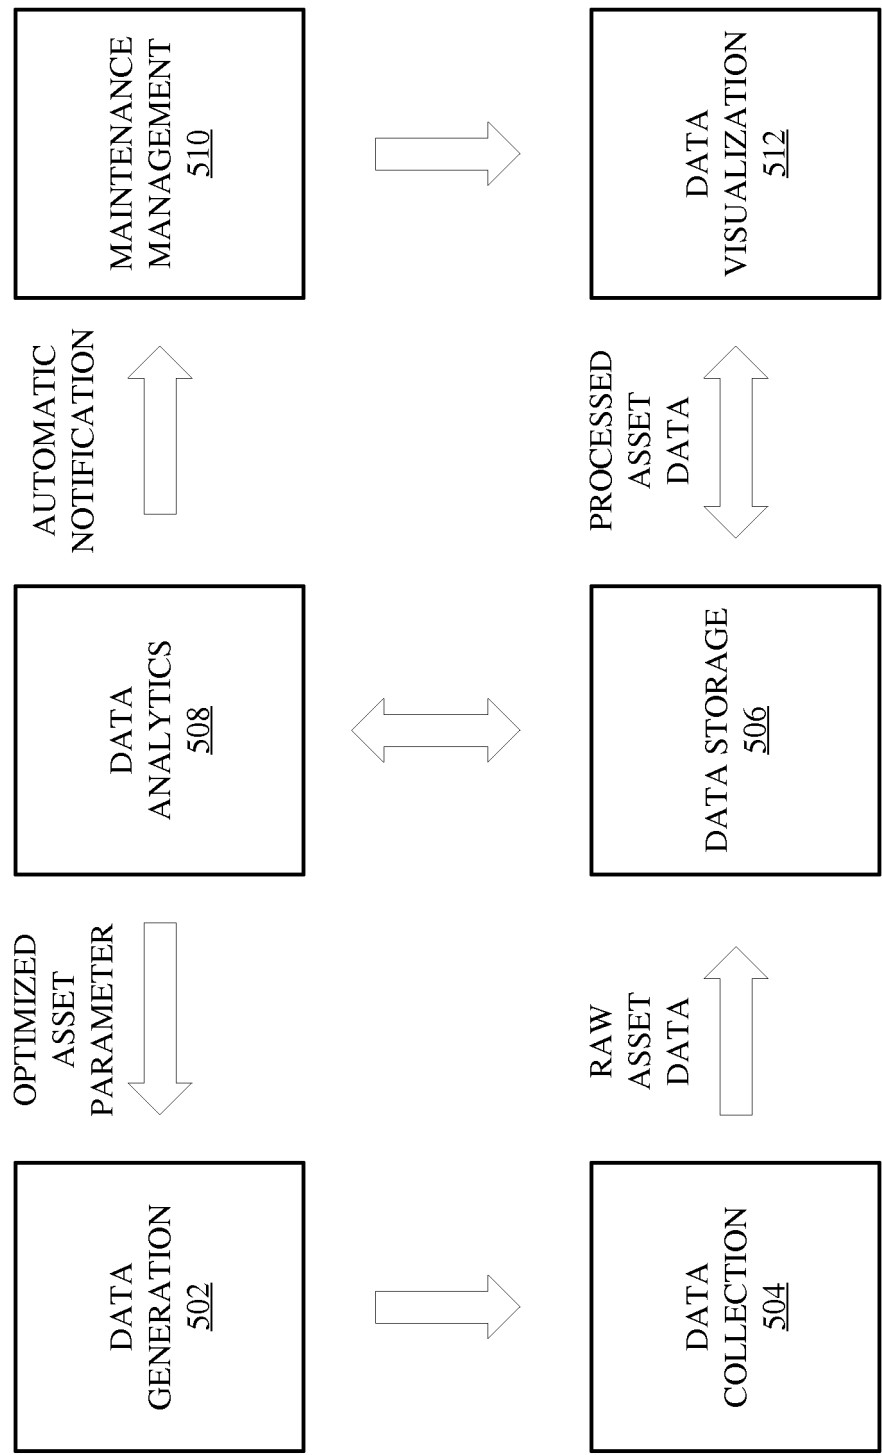 DATA
GENERATION
502
OPTIMIZED
ASSET
PARAMETER
DATA
ANALYTICS
508
AUTOMATIC
NOTIFICATION
MAINTENANCE
MANAGEMENT
510
DATA
COLLECTION
504
RAW
ASSET
DATA
DATA STORAGE
506
PROCESSED
ASSET
DATA
DATA
VISUALIZATION
512